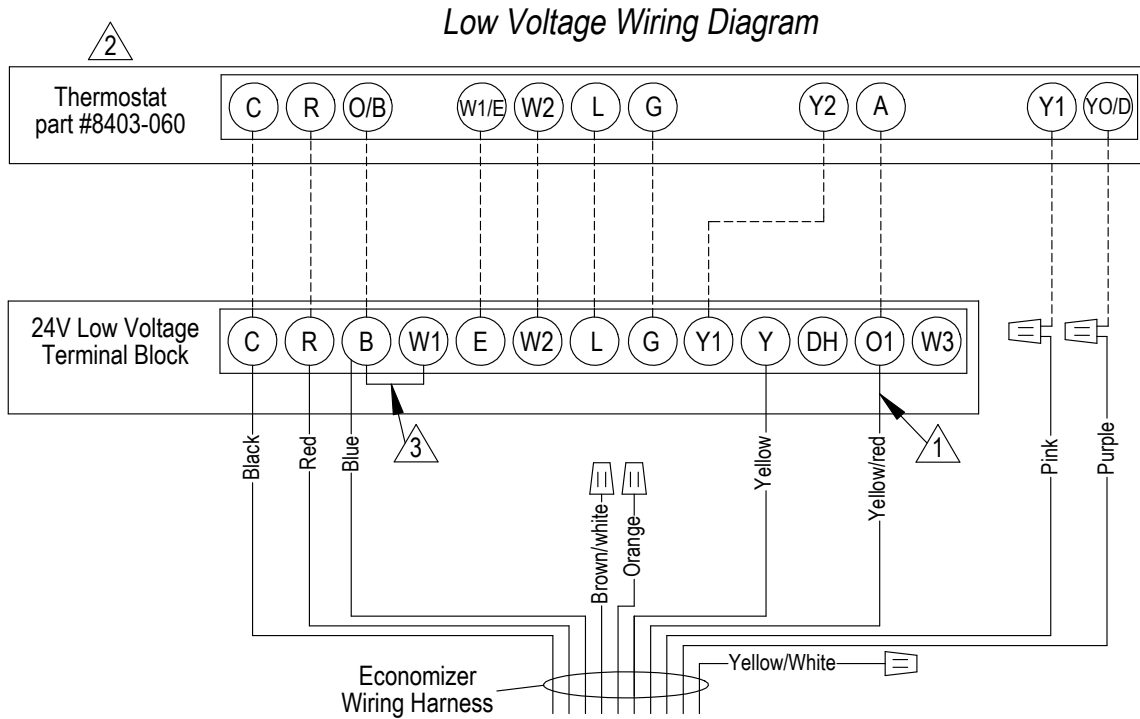 Low Voltage Wiring Diagram
2
Thermostat
part #8403-060
C R O/B W1/E W2 L G Y2 A Y1 YO/D
24V Low Voltage
Terminal Block
C R B W1 E W2 L G Y1 Y DH O1 W3
3
1
Black
Red
Blue
Brown/white
Orange
Yellow
Yellow/red
Pink
Purple
Yellow/White
Economizer
Wiring Harness